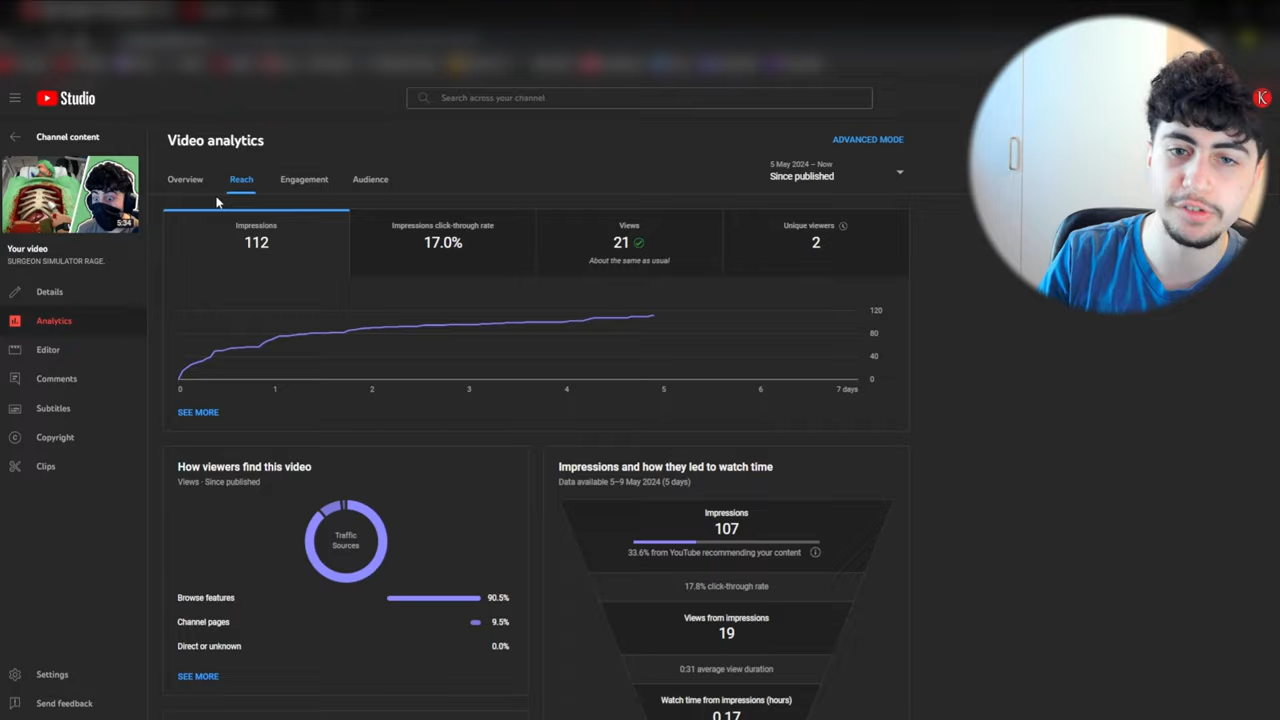 Studio
Search across your channel
K
Channel content
Video analytics
ADVANCED MODE
5 May 2024 – Now
Since published
Overview
Reach
Engagement
Audience
5:34
Your video
SURGEON SIMULATOR RAGE.
Details
Analytics
Editor
Comments
Subtitles
Copyright
Clips
Settings
Send feedback
Impressions
112
Impressions click-through rate
17.0%
Views
21
About the same as usual
Unique viewers
2
120
80
40
0
0 1 2 3 4 5 6 7 days
SEE MORE
How viewers find this video
Views · Since published
Traffic
Sources
Browse features 90.5%
Channel pages 9.5%
Direct or unknown 0.0%
SEE MORE
Impressions and how they led to watch time
Data available 5–9 May 2024 (5 days)
Impressions
107
33.6% from YouTube recommending your content
17.8% click-through rate
Views from impressions
19
0:31 average view duration
Watch time from impressions (hours)
0.17